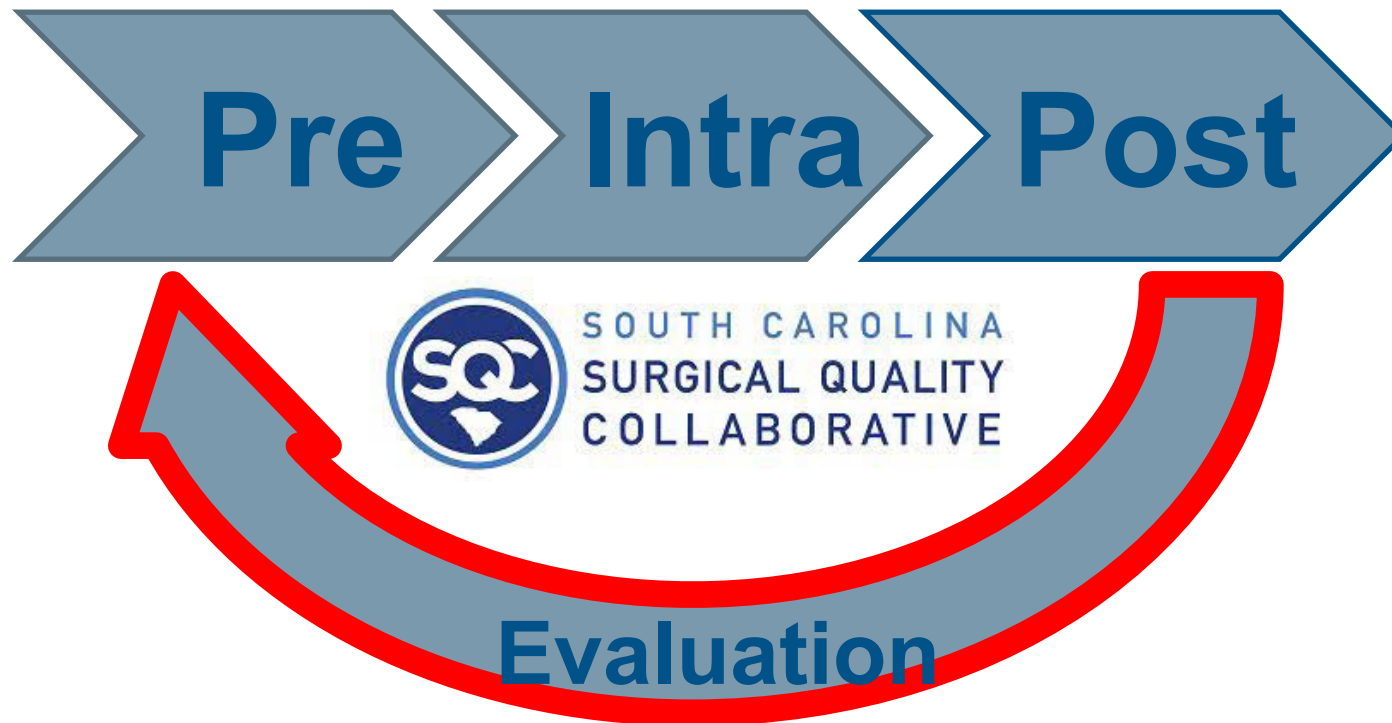 Pre
Intra
Post
SQC
SOUTH CAROLINA
SURGICAL QUALITY
COLLABORATIVE
Evaluation